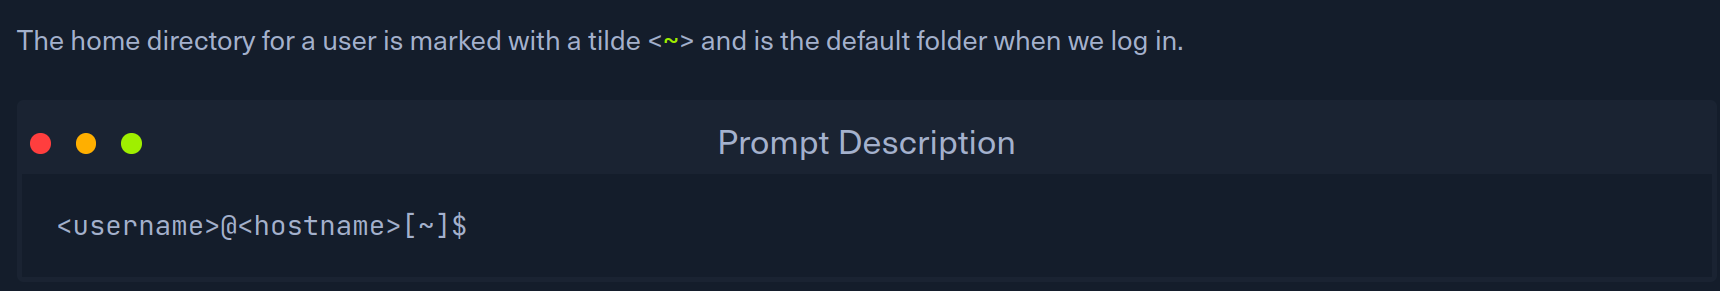 The home directory for a user is marked with a tilde <~> and is the default folder when we log in.
Prompt Description
<username>@<hostname>[~]$